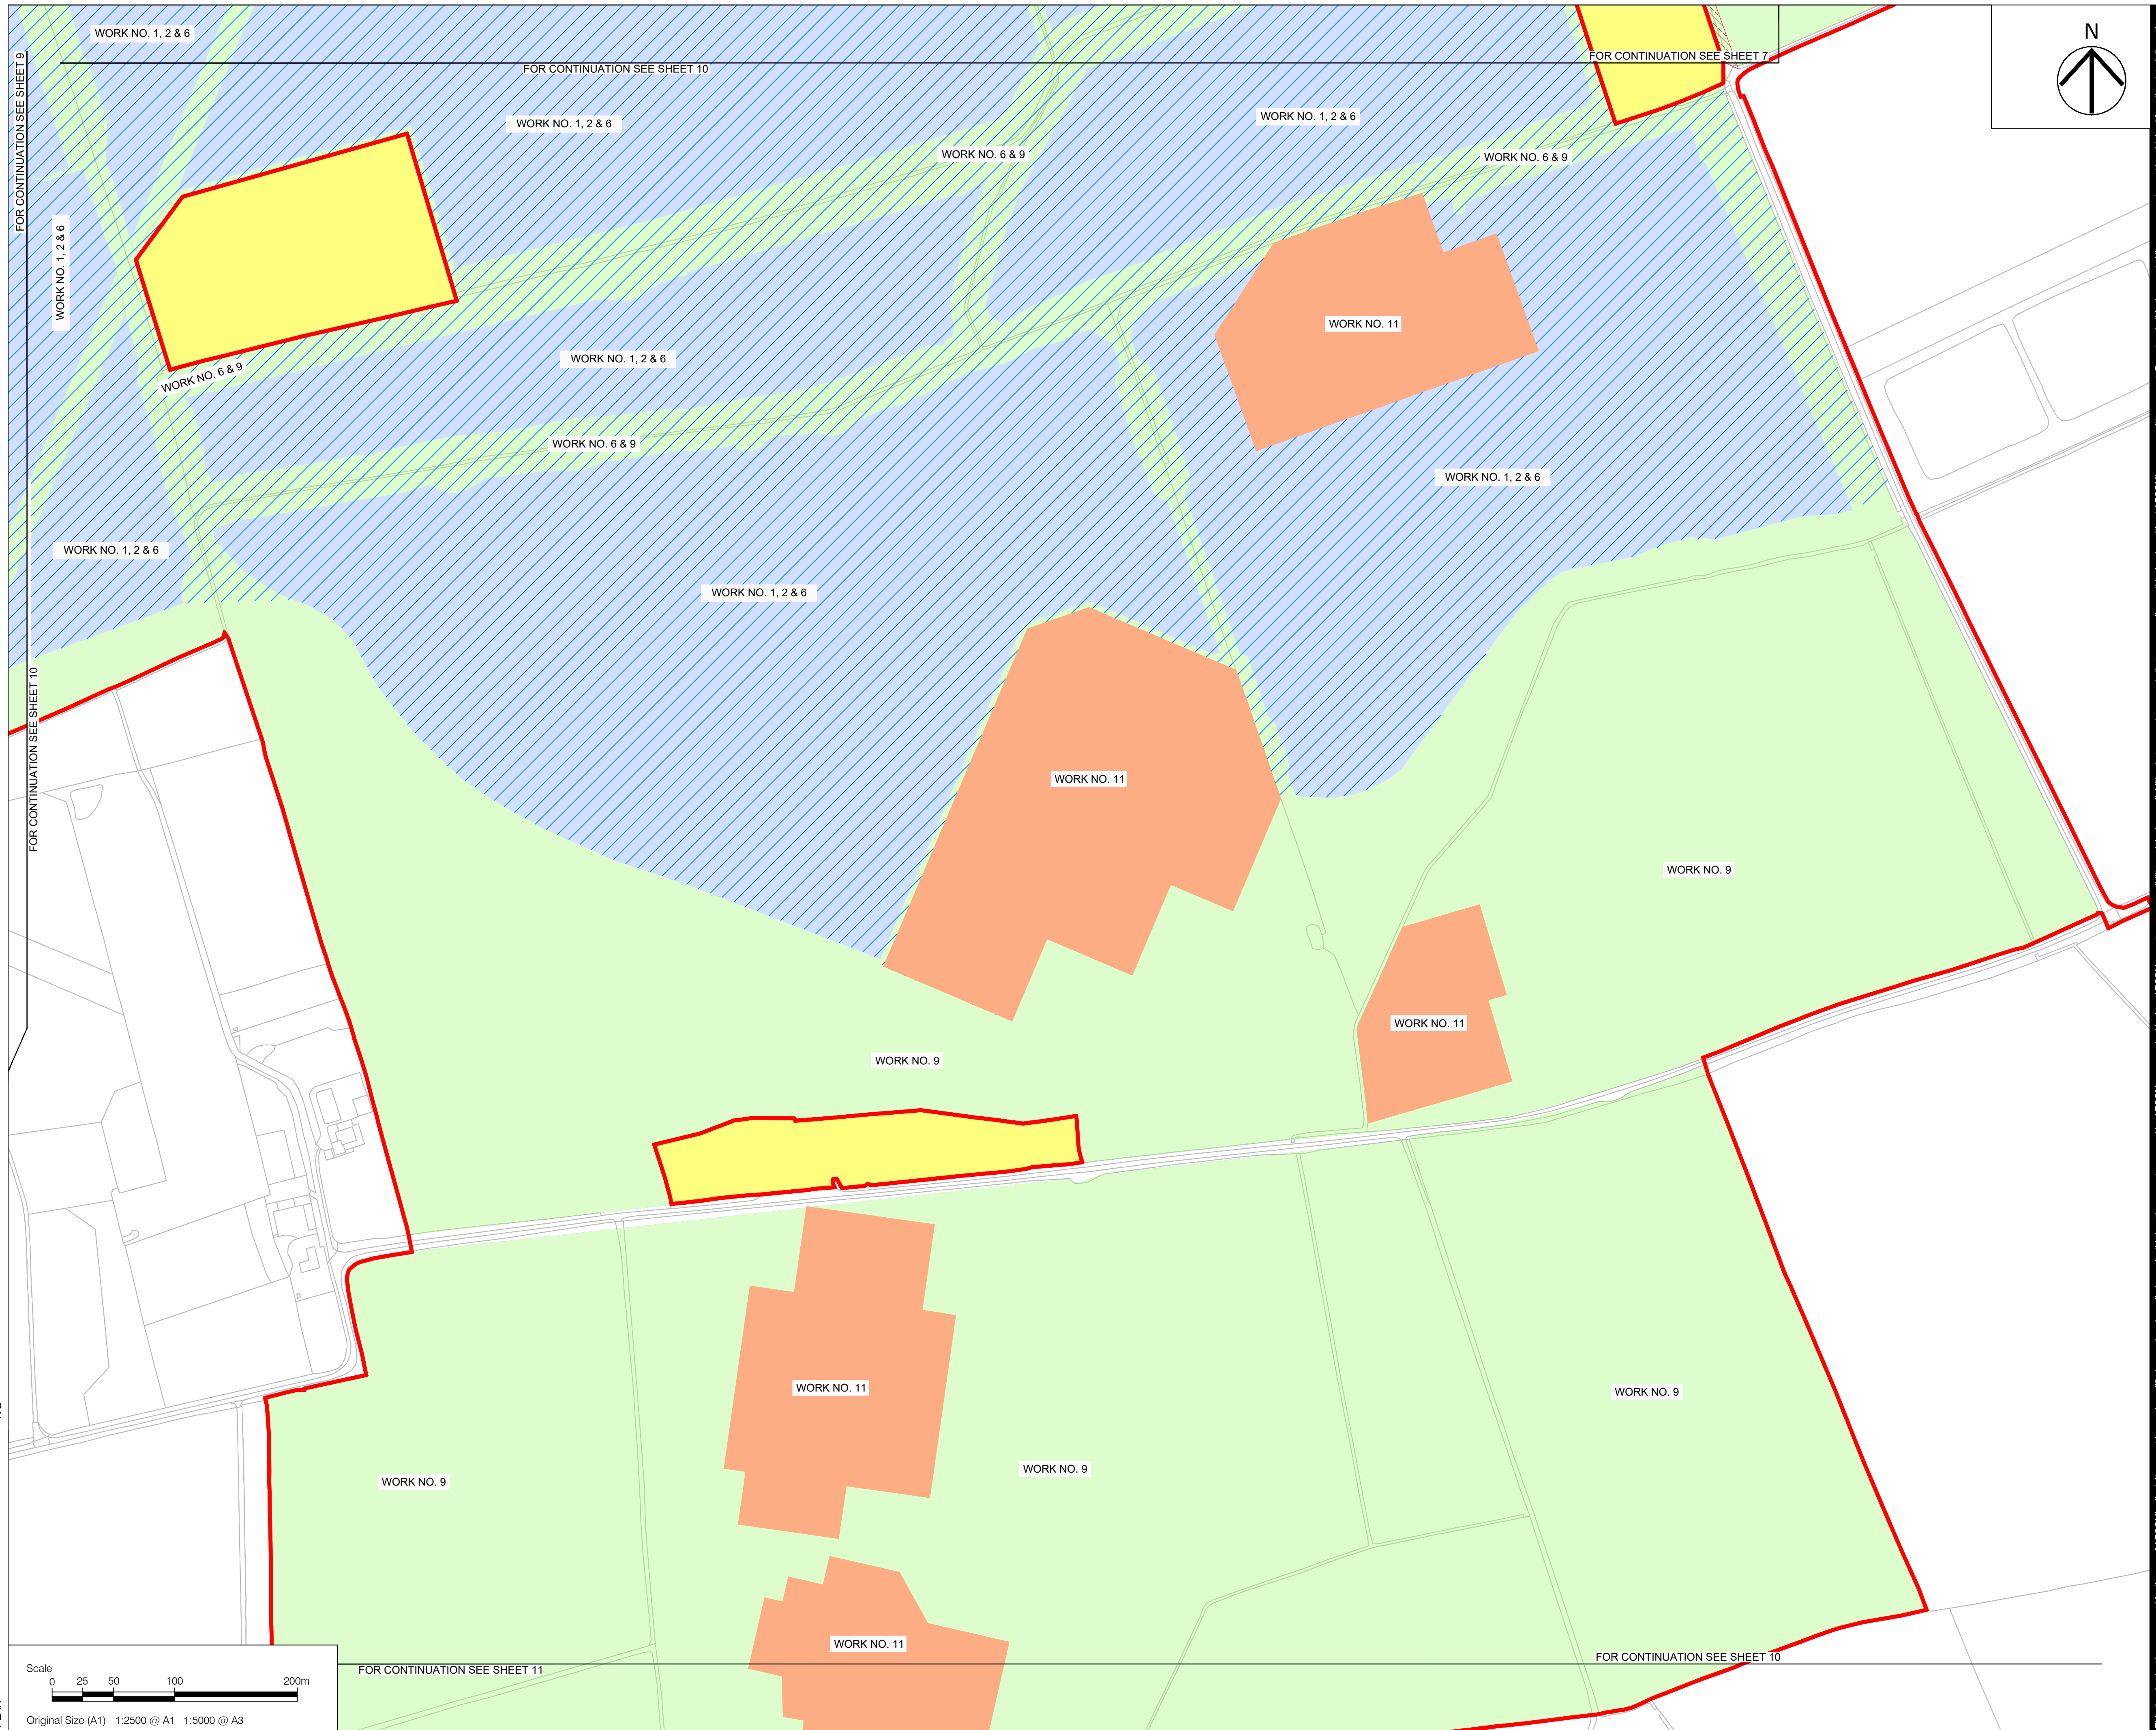 WORK NO. 1, 2 & 6
N
FOR CONTINUATION SEE SHEET 9
FOR CONTINUATION SEE SHEET 10
FOR CONTINUATION SEE SHEET 7
WORK NO. 1, 2 & 6
WORK NO. 1, 2 & 6
WORK NO. 6 & 9
WORK NO. 6 & 9
WORK NO. 1, 2 & 6
WORK NO. 11
WORK NO. 1, 2 & 6
WORK NO. 6 & 9
WORK NO. 6 & 9
WORK NO. 1, 2 & 6
WORK NO. 1, 2 & 6
WORK NO. 1, 2 & 6
FOR CONTINUATION SEE SHEET 10
WORK NO. 11
WORK NO. 9
WORK NO. 11
WORK NO. 9
WORK NO. 11
WORK NO. 9
WORK NO. 9
WORK NO. 9
WORK NO. 11
FOR CONTINUATION SEE SHEET 11
FOR CONTINUATION SEE SHEET 10
Scale
0 25 50 100 200m
Original Size (A1) 1:2500 @ A1 1:5000 @ A3